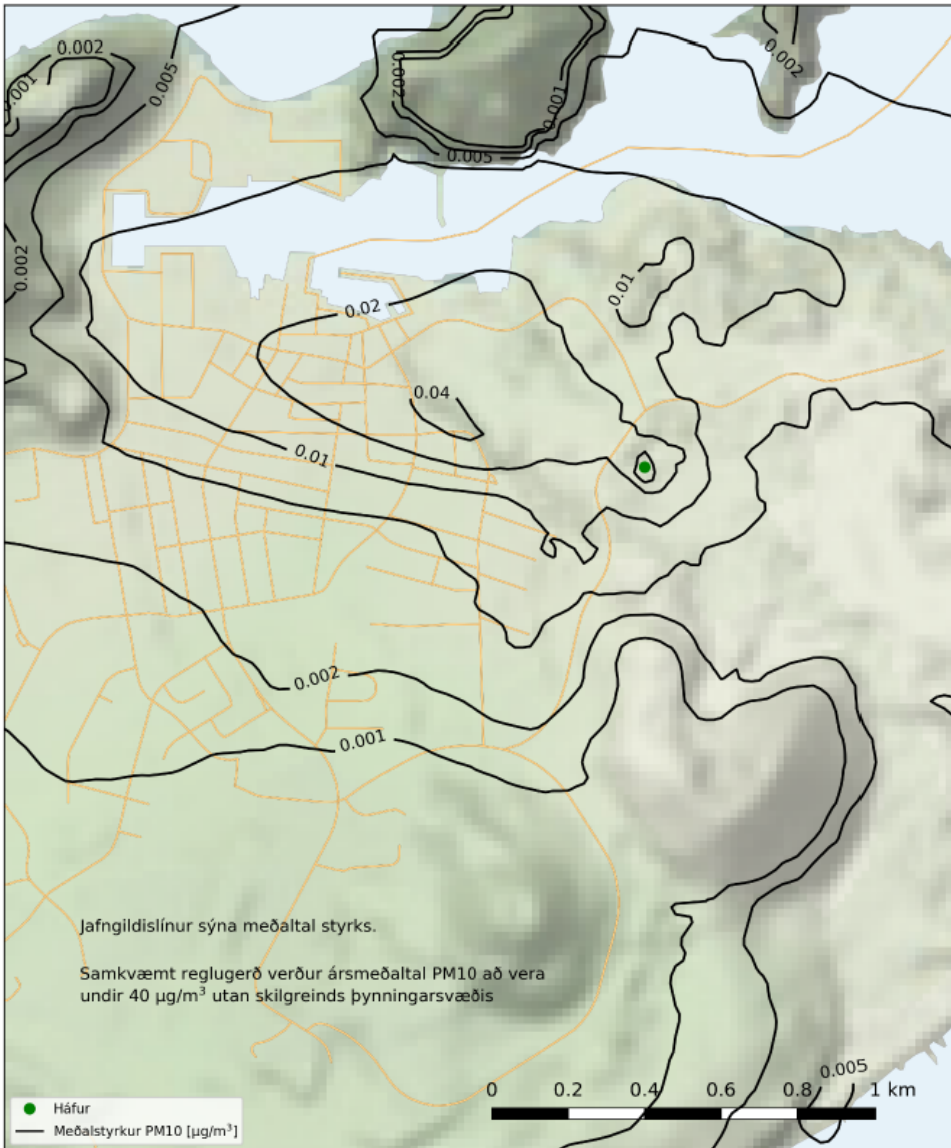 0.002
0.001
0.005
0.002
0.001
0.005
0.002
0.002
0.01
0.02
0.04
0.01
0.002
0.001
Jafngildislínur sýna meðaltal styrks.
Samkvæmt reglugerð verður ársmeðaltal PM10 að vera
undir 40 µg/m³ utan skilgreinds þynningarsvæðis
0.005
0 0.2 0.4 0.6 0.8 1 km
Háfur
Meðalstyrkur PM10 [µg/m³]